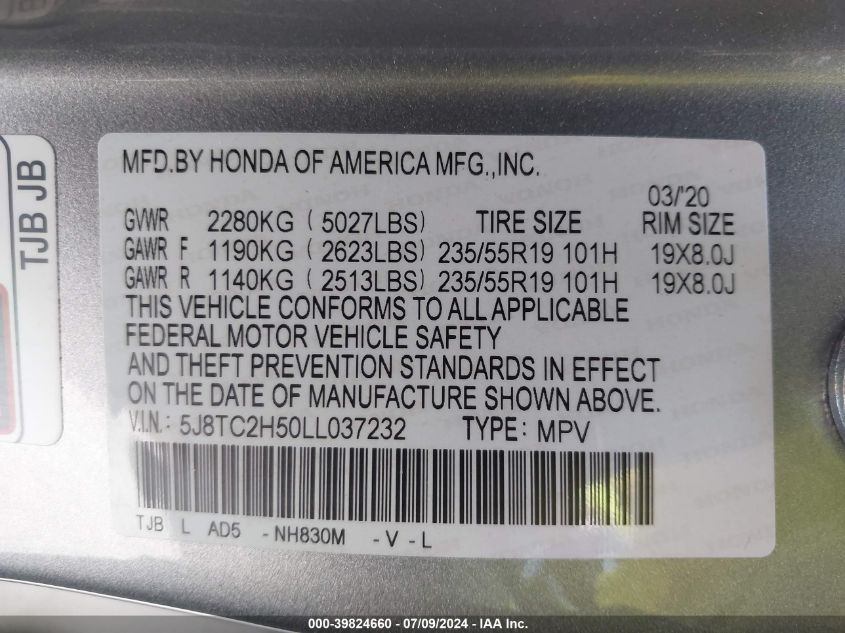 TJB JB
MFD.BY HONDA OF AMERICA MFG.,INC.
03/'20
GVWR 2280KG ( 5027LBS) TIRE SIZE RIM SIZE
GAWR F 1190KG ( 2623LBS) 235/55R19 101H 19X8.0J
GAWR R 1140KG ( 2513LBS) 235/55R19 101H 19X8.0J
THIS VEHICLE CONFORMS TO ALL APPLICABLE
FEDERAL MOTOR VEHICLE SAFETY
AND THEFT PREVENTION STANDARDS IN EFFECT
ON THE DATE OF MANUFACTURE SHOWN ABOVE.
V.I.N.: 5J8TC2H50LL037232 TYPE: MPV
TJB L AD5 - NH830M - V - L
000-39824660 - 07/09/2024 - IAA Inc.